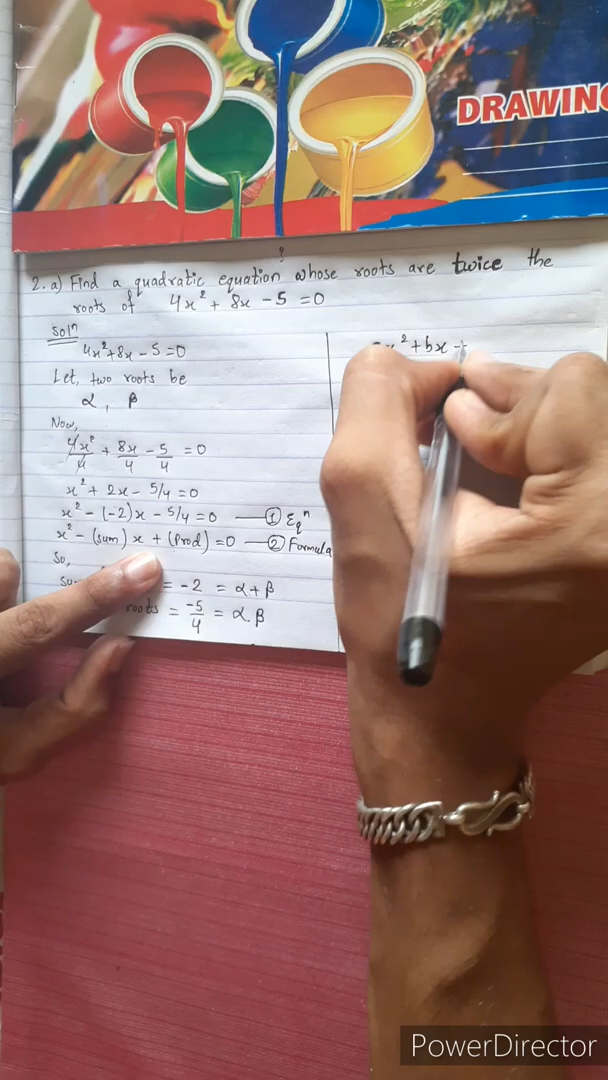 DRAWING
2. a) Find a quadratic equation whose roots are twice the
roots of 4x² + 8x - 5 = 0
Solⁿ
4x²+8x - 5 = 0
Let, two roots be
α, β
Now,
4x²/4 + 8x/4 - 5/4 = 0
x² + 2x - 5/4 = 0
x² - (-2)x - 5/4 = 0 — ① Eqⁿ
x² - (sum) x + (Prod) = 0 — ② Formula
So,
= -2 = α+β
roots = -5/4 = α.β
x² + bx +
PowerDirector